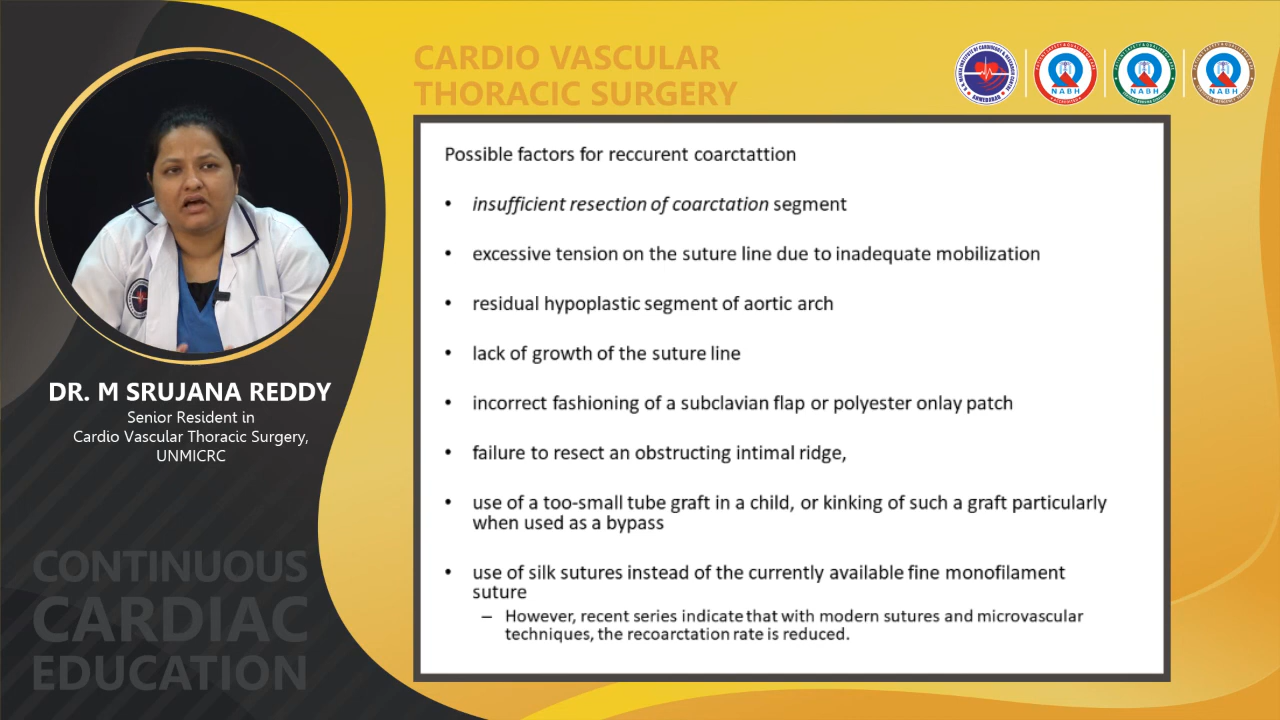 CARDIO VASCULAR
THORACIC SURGERY
NABH
NABH
NABH
Possible factors for reccurent coarctattion
• insufficient resection of coarctation segment
• excessive tension on the suture line due to inadequate mobilization
• residual hypoplastic segment of aortic arch
• lack of growth of the suture line
• incorrect fashioning of a subclavian flap or polyester onlay patch
• failure to resect an obstructing intimal ridge,
• use of a too-small tube graft in a child, or kinking of such a graft particularly
when used as a bypass
• use of silk sutures instead of the currently available fine monofilament
suture
– However, recent series indicate that with modern sutures and microvascular
techniques, the recoarctation rate is reduced.
DR. M SRUJANA REDDY
Senior Resident in
Cardio Vascular Thoracic Surgery,
UNMICRC
CONTINUOUS
CARDIAC
EDUCATION